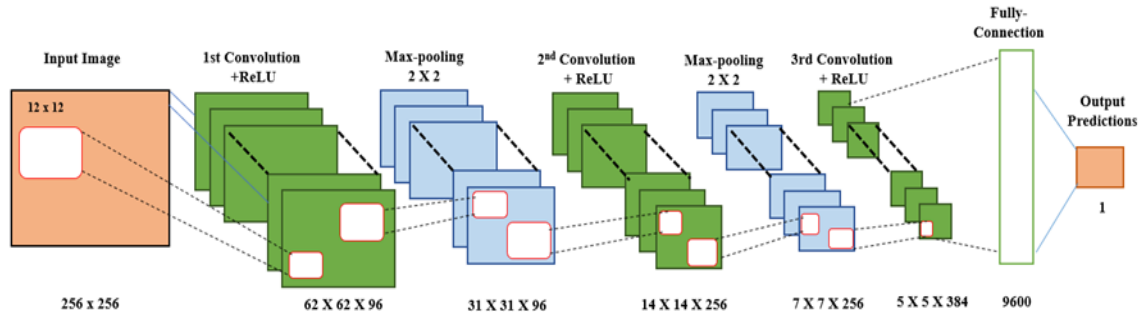 Input Image
1st Convolution
+ReLU
Max-pooling
2 X 2
2nd Convolution
+ ReLU
Max-pooling
2 X 2
3rd Convolution
+ ReLU
Fully-
Connection
Output
Predictions
12 x 12
256 x 256
62 X 62 X 96
31 X 31 X 96
14 X 14 X 256
7 X 7 X 256
5 X 5 X 384
9600
1